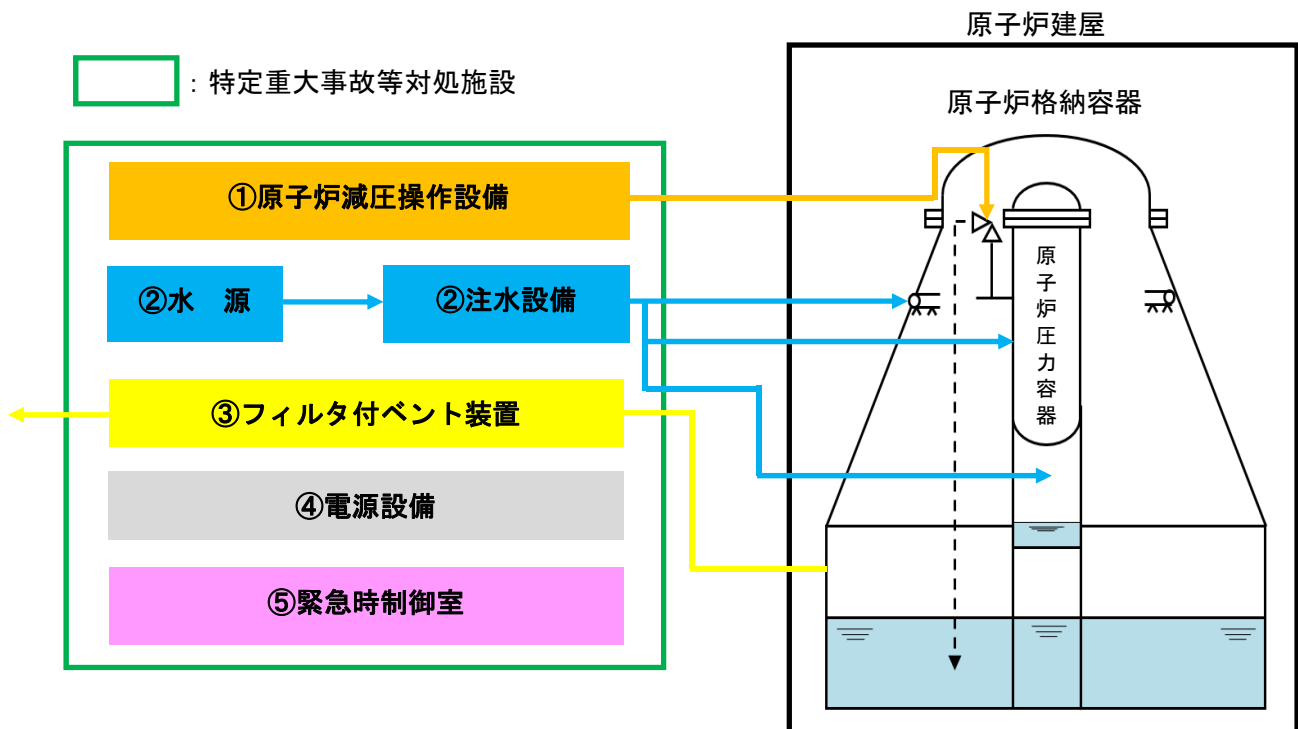 原子炉建屋
：特定重大事故等対処施設
原子炉格納容器
①原子炉減圧操作設備
②水　源
②注水設備
原子炉圧力容器
③フィルタ付ベント装置
④電源設備
⑤緊急時制御室